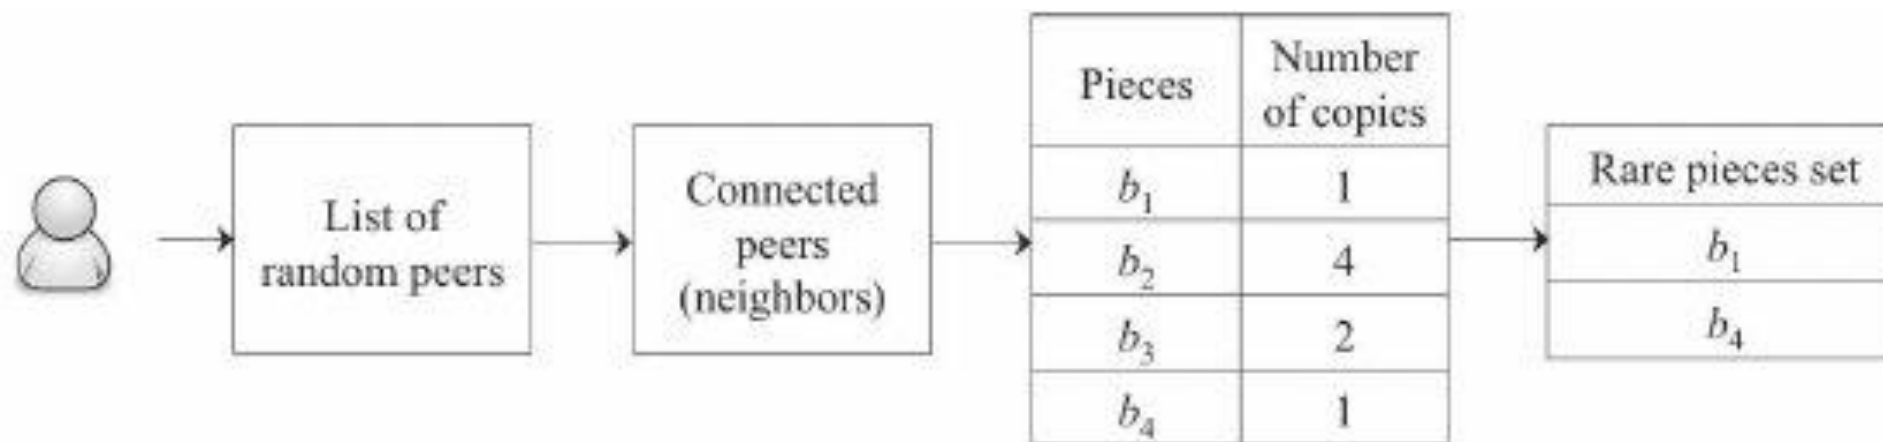 List of
random peers
Connected
peers
(neighbors)
Pieces
Number
of copies
b₁ 1
b₂ 4
b₃ 2
b₄ 1
Rare pieces set
b₁
b₄